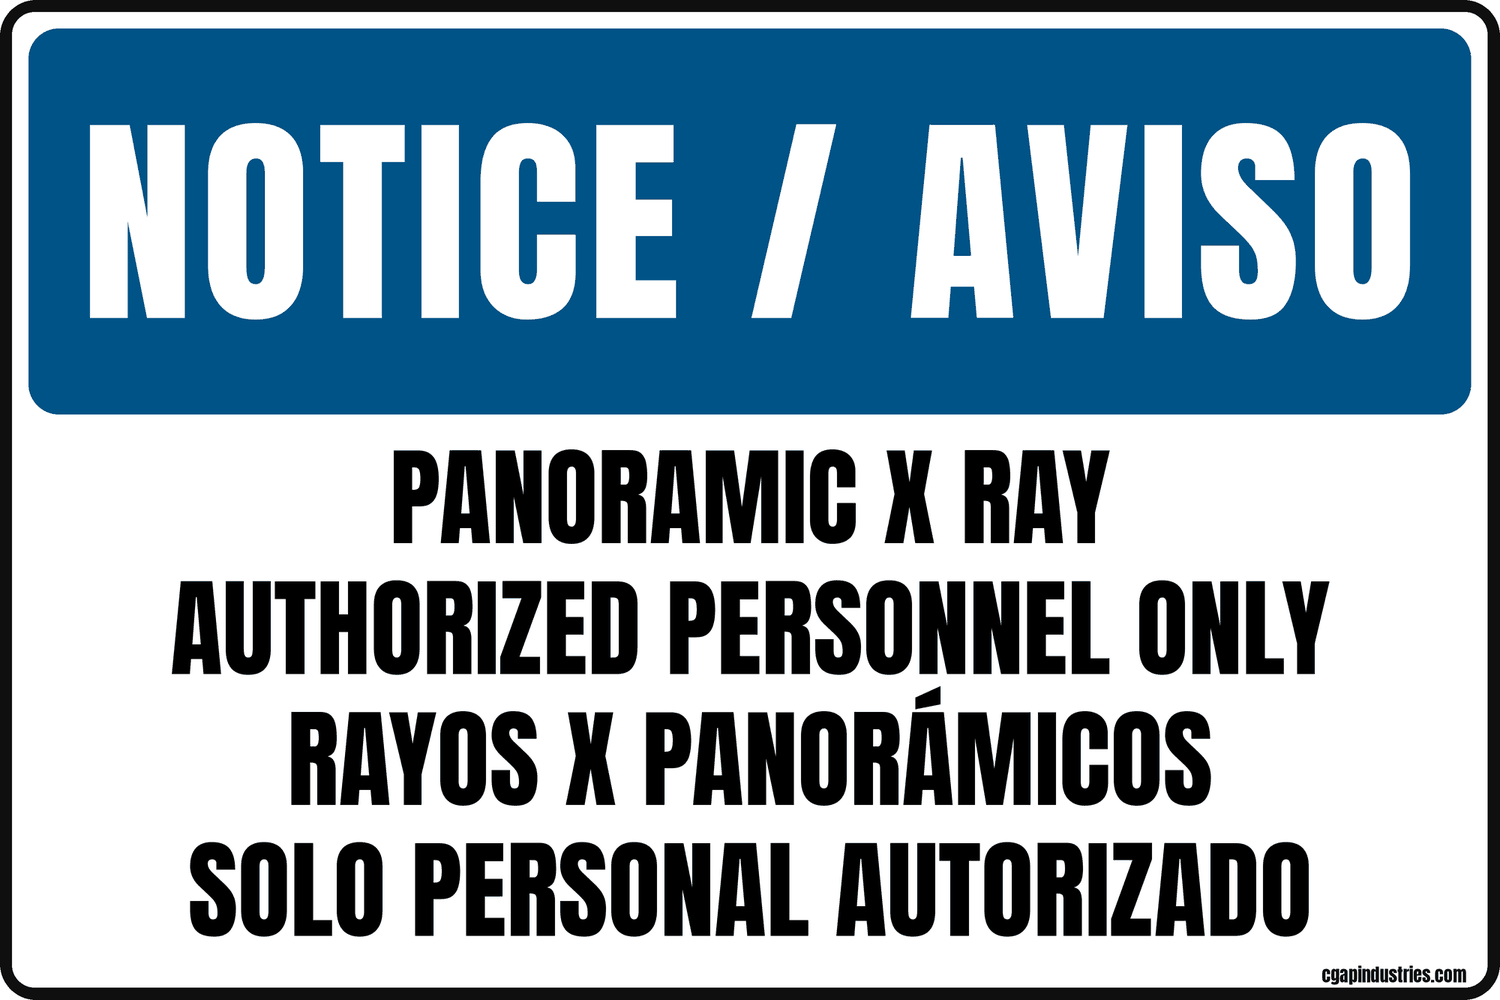 NOTICE / AVISO
PANORAMIC X RAY
AUTHORIZED PERSONNEL ONLY
RAYOS X PANORÁMICOS
SOLO PERSONAL AUTORIZADO
cgapindustries.com